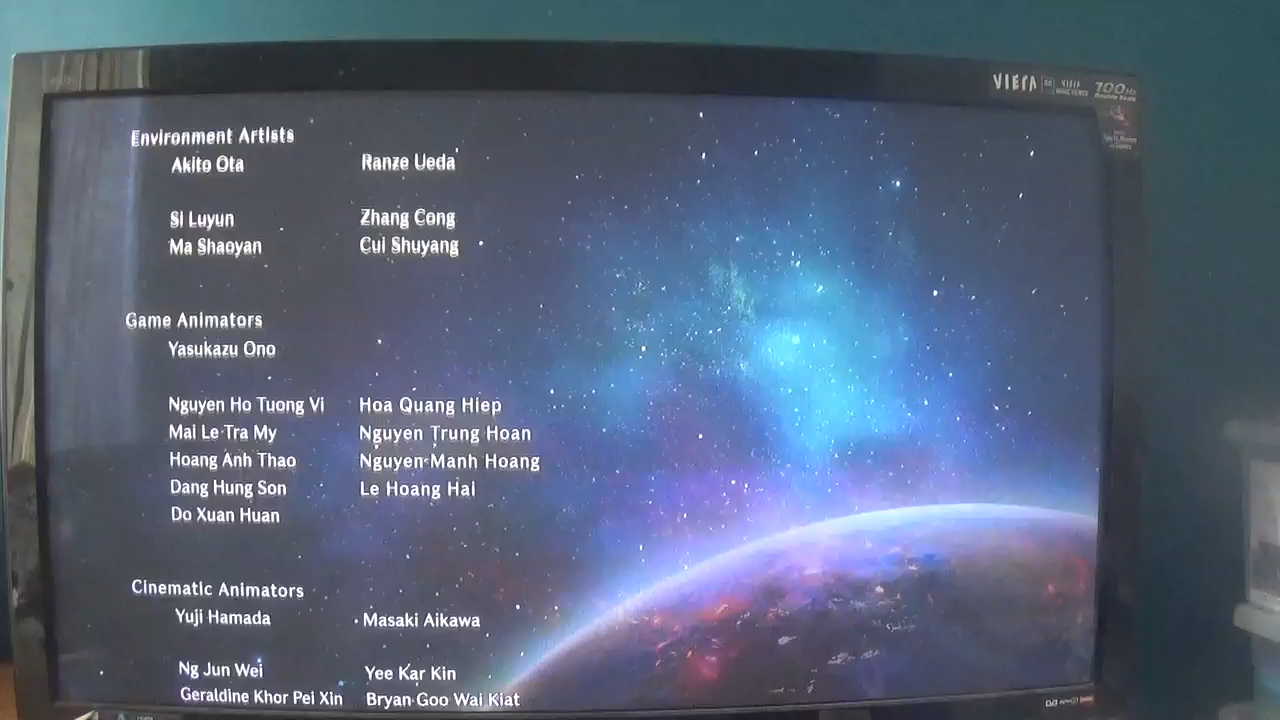 VIERA
100Hz
Environment Artists
Akito Ota Ranze Ueda
Si Luyun Zhang Cong
Ma Shaoyan Cui Shuyang
Game Animators
Yasukazu Ono
Nguyen Ho Tuong Vi Hoa Quang Hiep
Mai Le Tra My Nguyen Trung Hoan
Hoang Anh Thao Nguyen Manh Hoang
Dang Hung Son Le Hoang Hai
Do Xuan Huan
Cinematic Animators
Yuji Hamada Masaki Aikawa
Ng Jun Wei Yee Kar Kin
Geraldine Khor Pei Xin Bryan Goo Wai Kiat